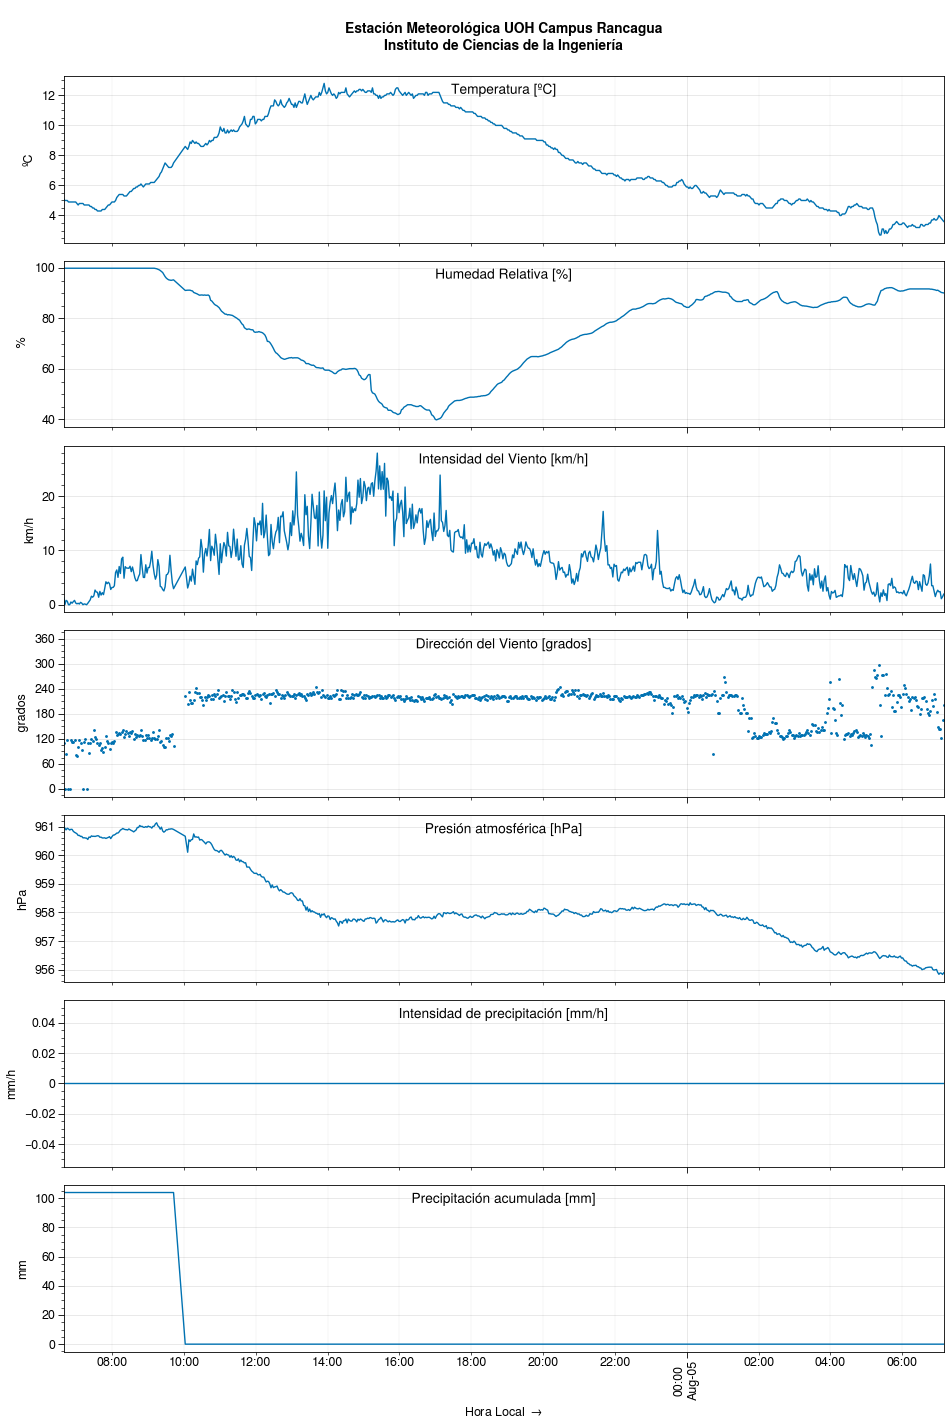 Estación Meteorológica UOH Campus Rancagua
Instituto de Ciencias de la Ingeniería
Temperatura [ºC]
ºC
12
10
8
6
4
Humedad Relativa [%]
%
100
80
60
40
Intensidad del Viento [km/h]
km/h
20
10
0
Dirección del Viento [grados]
grados
360
300
240
180
120
60
0
Presión atmosférica [hPa]
hPa
961
960
959
958
957
956
Intensidad de precipitación [mm/h]
mm/h
0.04
0.02
0
−0.02
−0.04
Precipitación acumulada [mm]
mm
100
80
60
40
20
0
08:00 10:00 12:00 14:00 16:00 18:00 20:00 22:00 00:00 02:00 04:00 06:00
Aug-05
Hora Local →